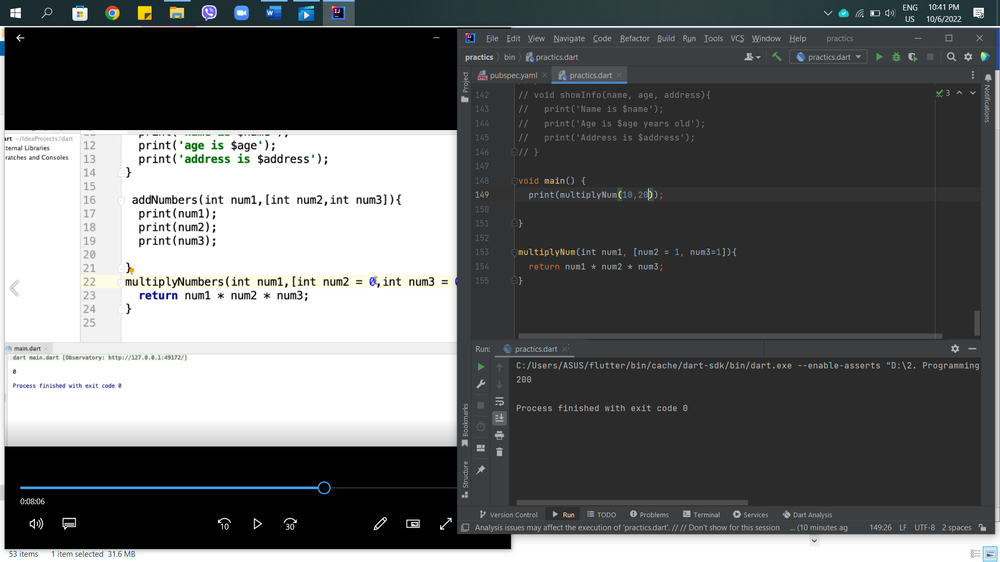 ENG
US
10:41 PM
10/6/2022
art ~/IdeaProjects/dart
ternal Libraries
ratches and Consoles
12 print('age is $age');
13 print('address is $address');
14 }
15
16 addNumbers(int num1,[int num2,int num3]){
17 print(num1);
18 print(num2);
19 print(num3);
20
21 }
22 multiplyNumbers(int num1,[int num2 = 0,int num3 = 0
23 return num1 * num2 * num3;
24 }
25
main.dart
dart main.dart [Observatory: http://127.0.0.1:49172/]
0
Process finished with exit code 0
0:08:06
10
30
File Edit View Navigate Code Refactor Build Run Tools VCS Window Help practics
practics bin practics.dart
practics.dart
pubspec.yaml
practics.dart
Project
Notifications
3
142 // void showInfo(name, age, address){
143 //   print('Name is $name');
144 //   print('Age is $age years old');
145 //   print('Address is $address');
146 // }
147
148 void main() {
149 print(multiplyNum(10,20));
150
151 }
152
153 multiplyNum(int num1, [num2 = 1, num3=1]){
154 return num1 * num2 * num3;
155 }
Run: practics.dart
C:/Users/ASUS/flutter/bin/cache/dart-sdk/bin/dart.exe --enable-asserts "D:\2. Programming
200
Process finished with exit code 0
Bookmarks
Structure
Version Control Run TODO Problems Terminal Services Dart Analysis
Analysis issues may affect the execution of 'practics.dart'. // // Don't show for this session ... (10 minutes ag 149:26 LF UTF-8 2 spaces
53 items 1 item selected 31.6 MB